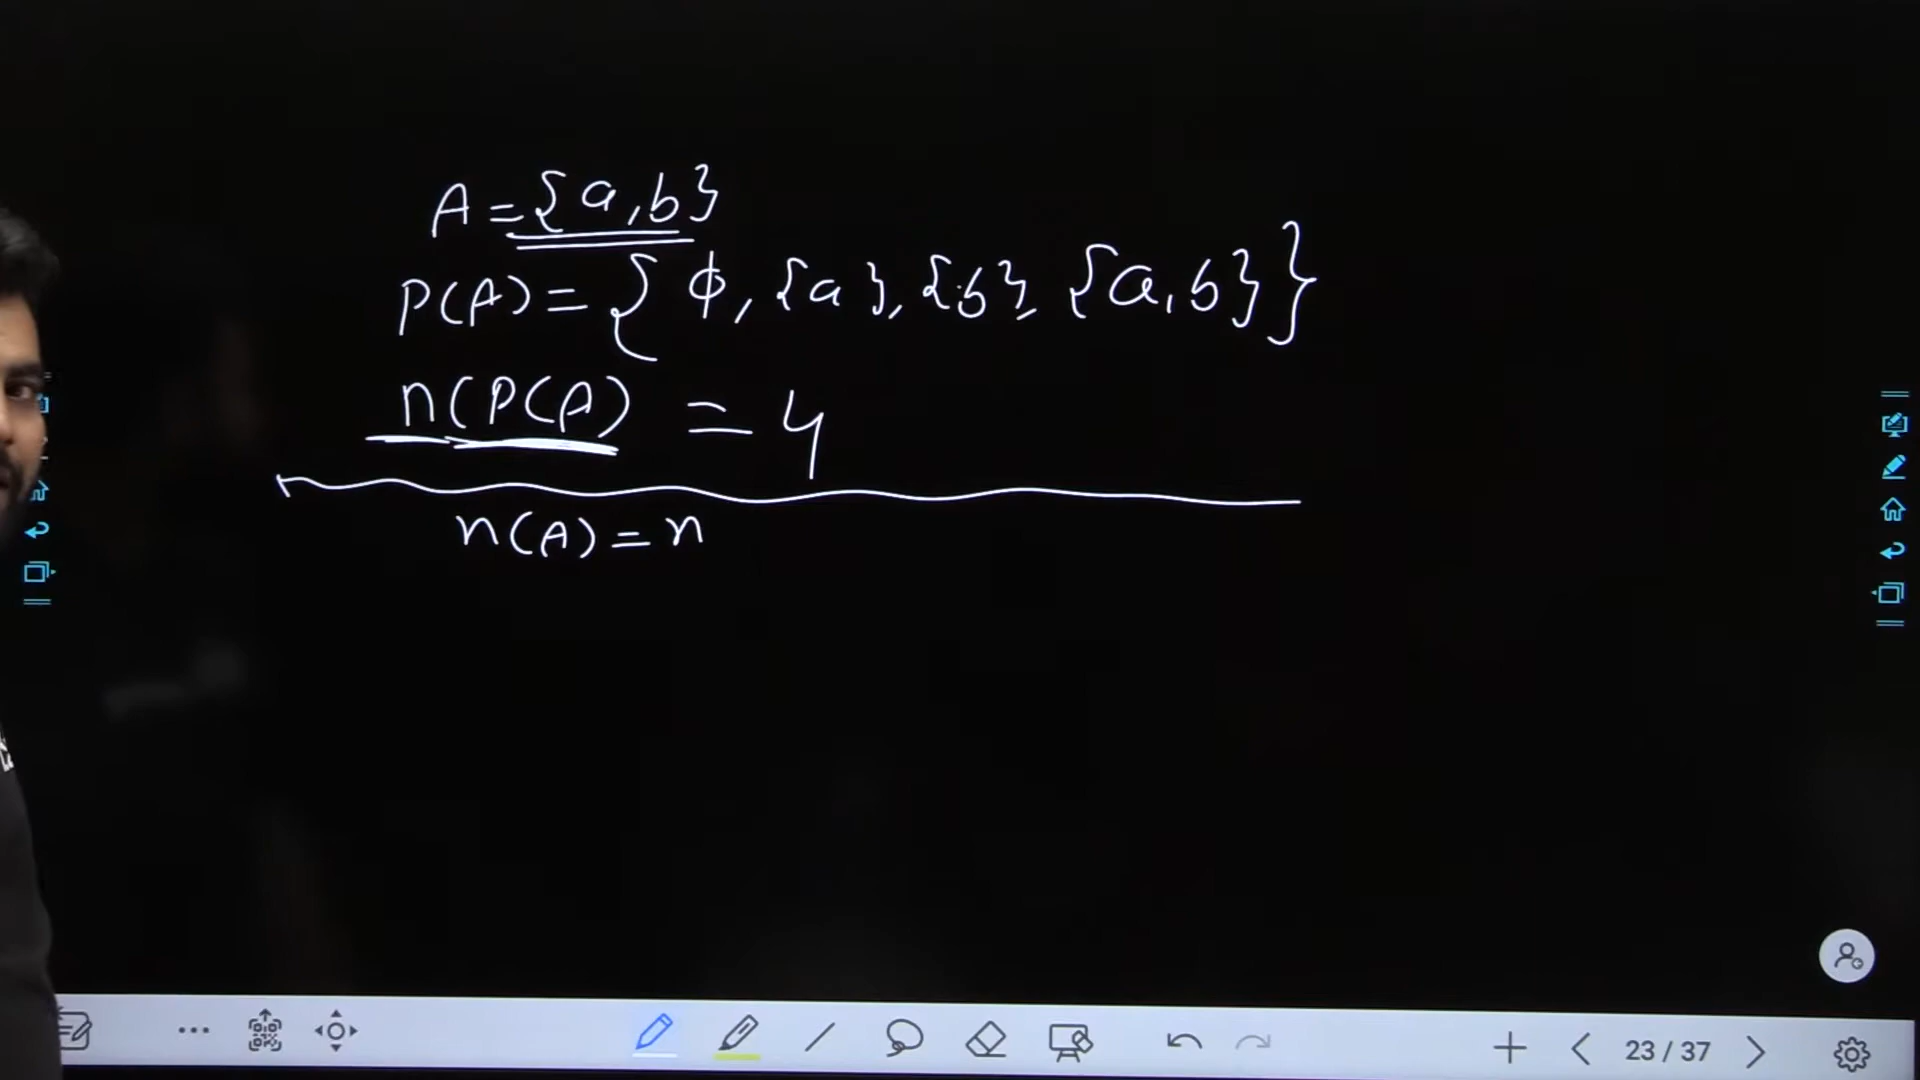 A = {a,b}
P(A) = { ϕ, {a}, {b}, {a,b}}
n(P(A) = 4
n(A) = n
23 / 37